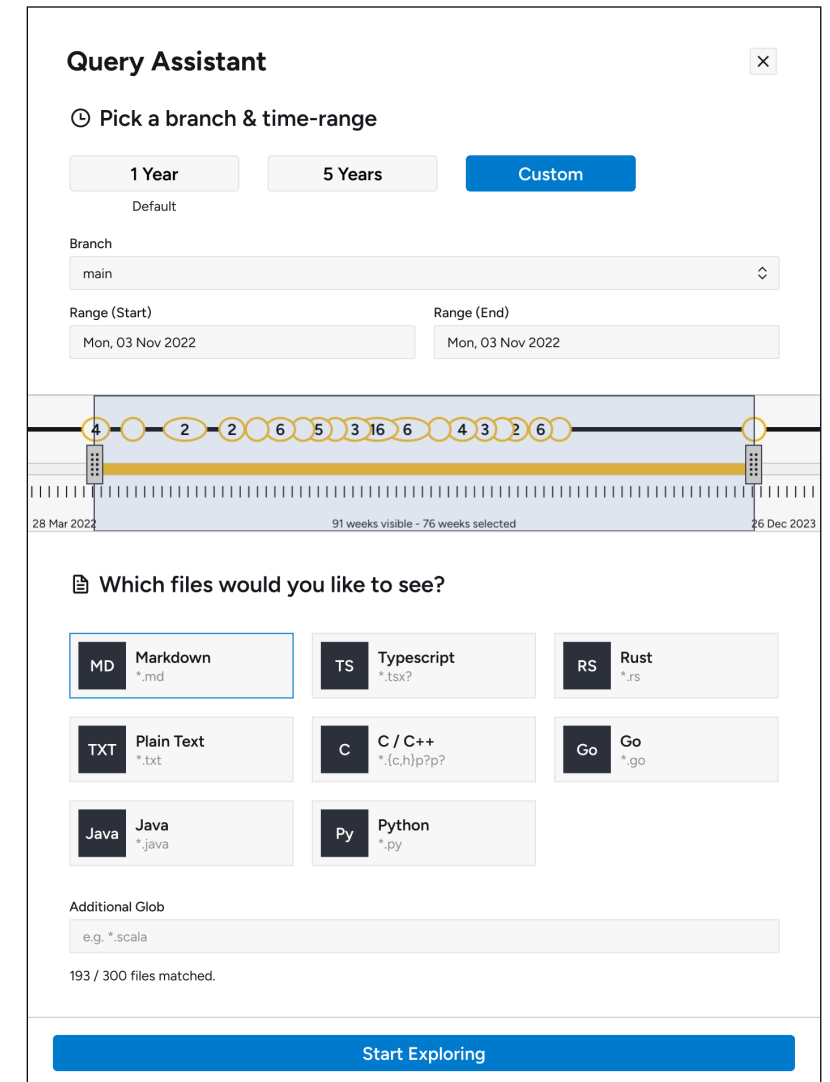 Query Assistant
Pick a branch & time-range
1 Year
5 Years
Custom
Default
Branch
main
Range (Start)
Range (End)
Mon, 03 Nov 2022
Mon, 03 Nov 2022
4 2 2 6 5 3 16 6 4 3 2 6
28 Mar 2022
91 weeks visible - 76 weeks selected
26 Dec 2023
Which files would you like to see?
MD
Markdown
*.md
TS
Typescript
*.tsx?
RS
Rust
*.rs
TXT
Plain Text
*.txt
C
C / C++
*.{c,h}p?p?
Go
Go
*.go
Java
Java
*.java
Py
Python
*.py
Additional Glob
e.g. *.scala
193 / 300 files matched.
Start Exploring